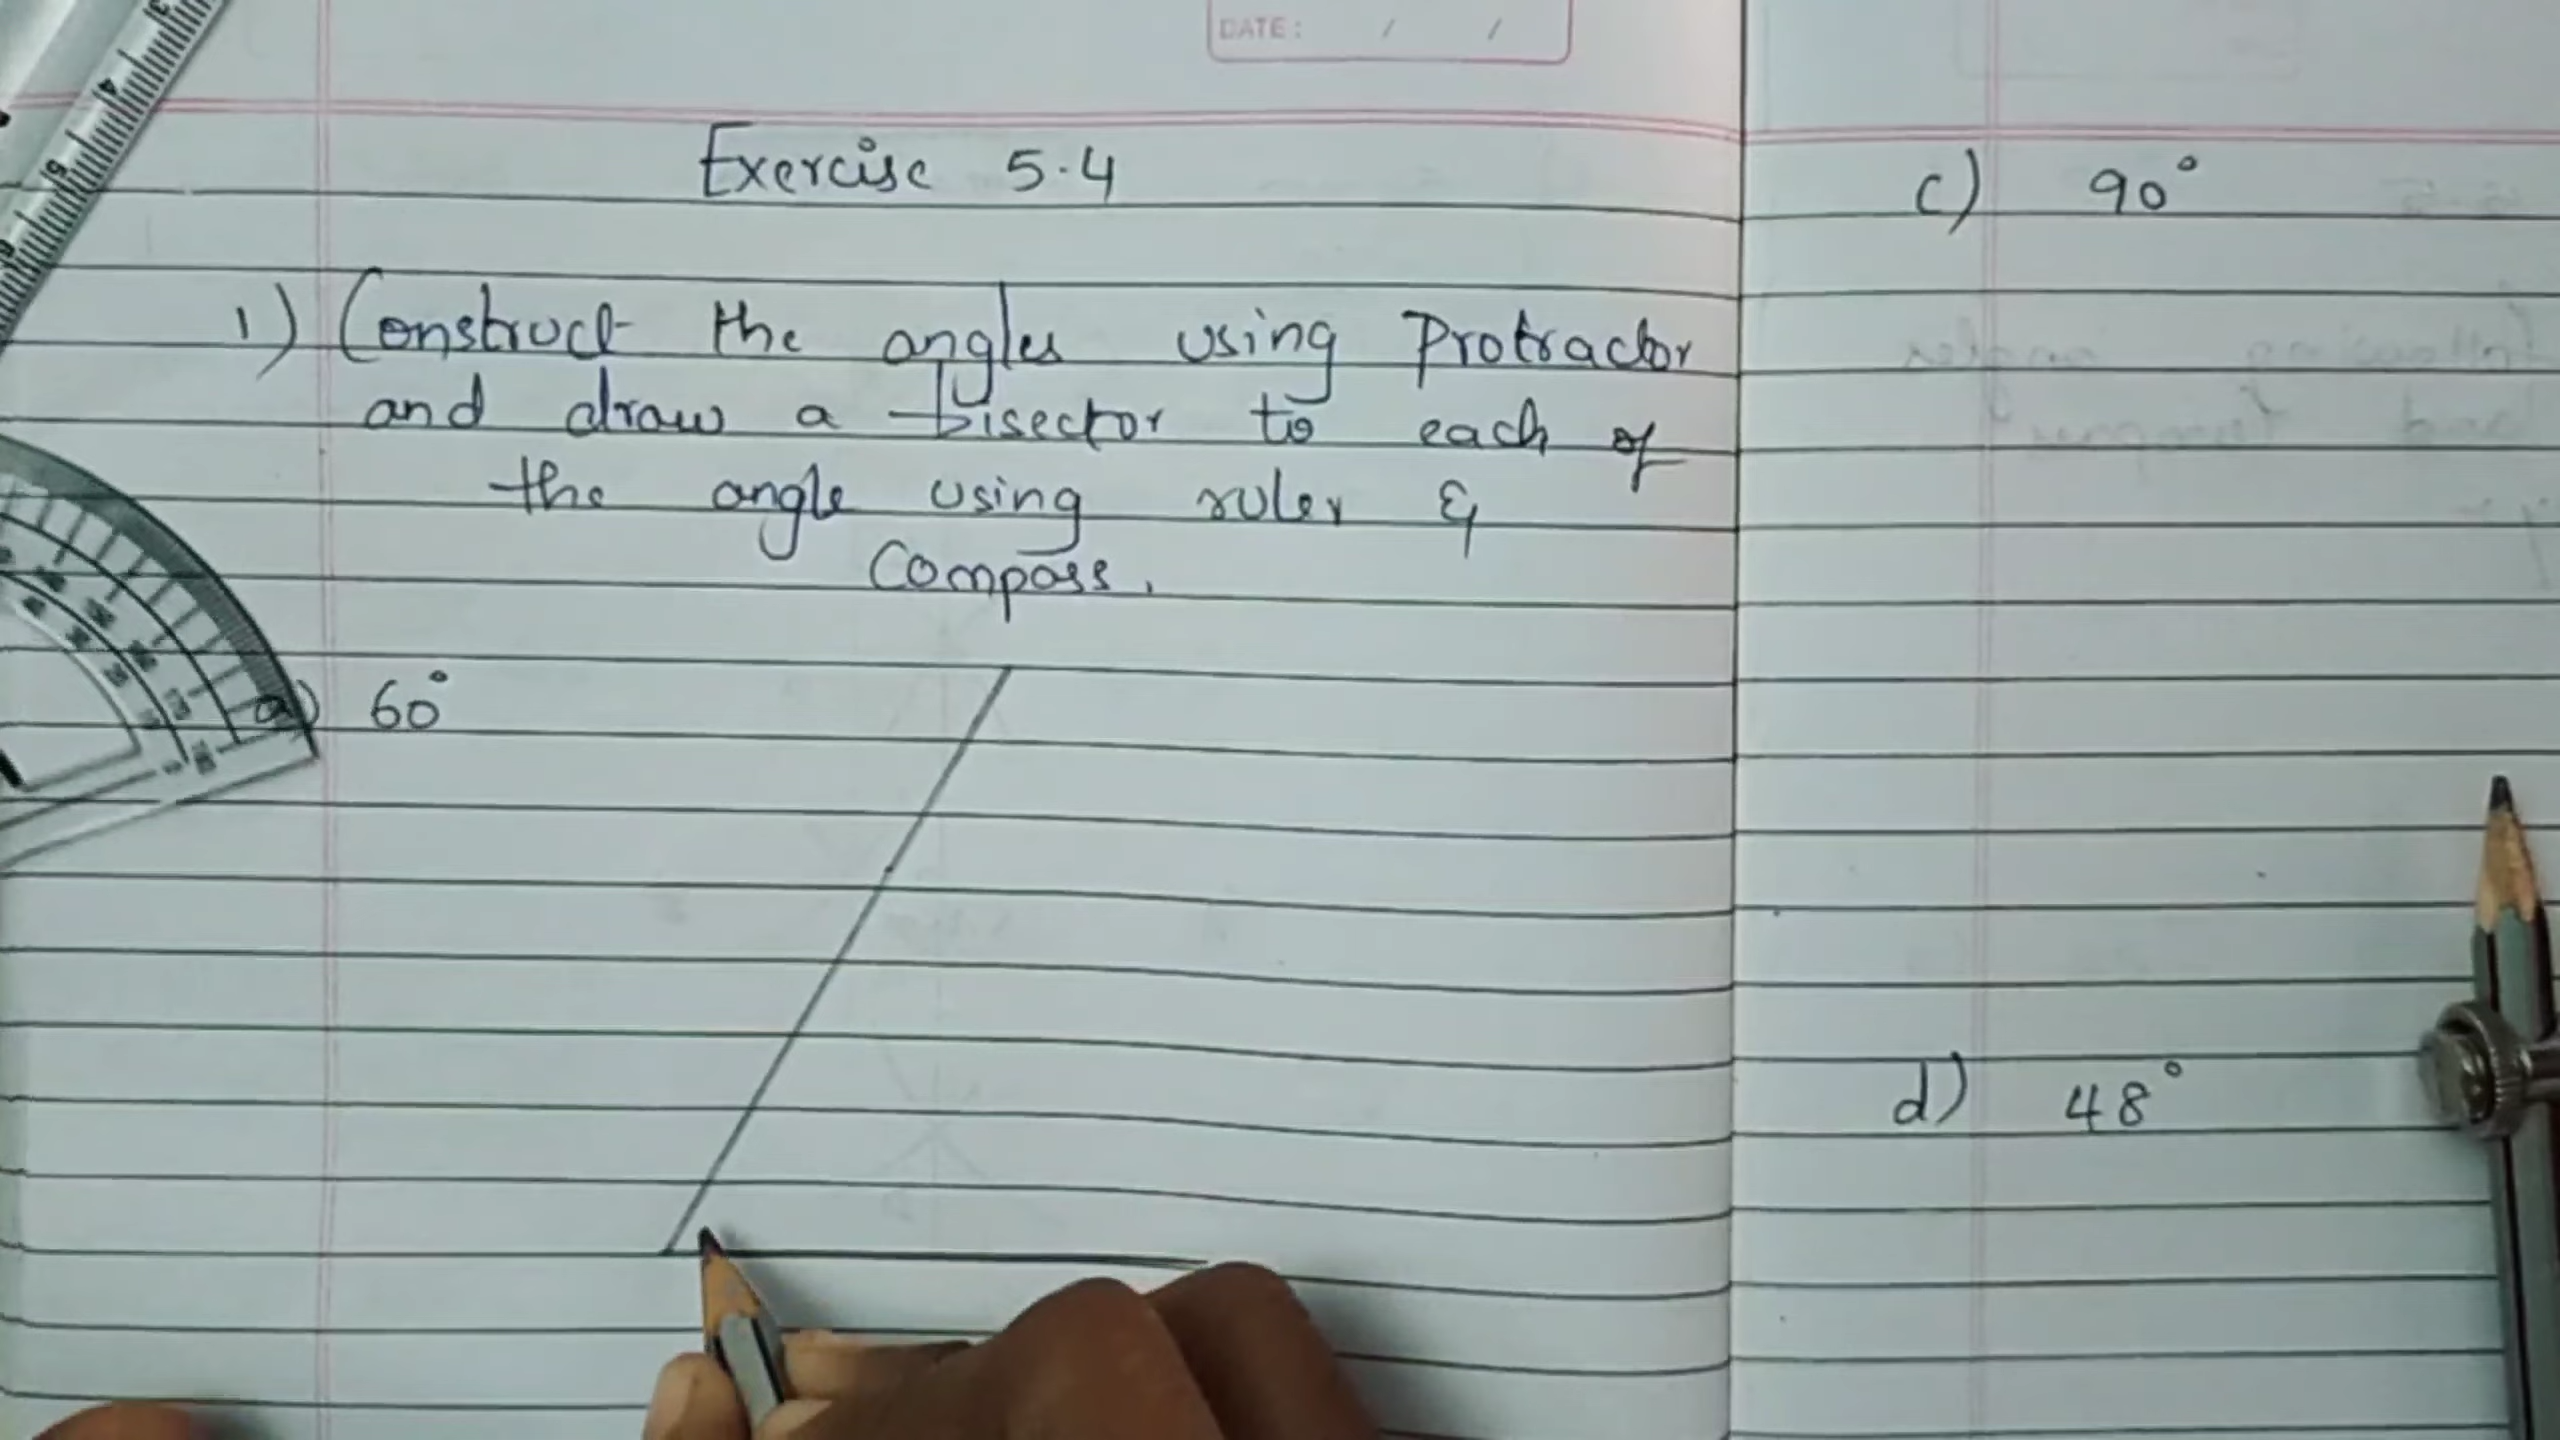 DATE: / /
Exercise 5.4
1) Construct the angles using Protractor
and draw a bisector to each of
the angle using ruler &
Compass.
a) 60°
c) 90°
d) 48°